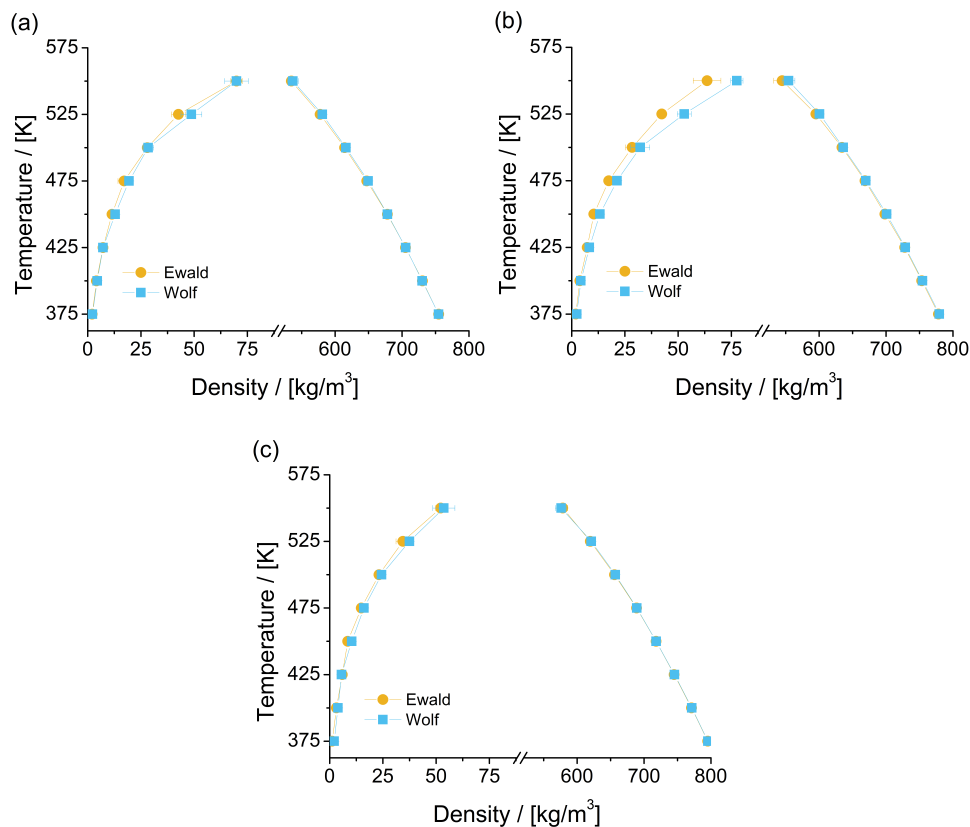 (a)
575
525
475
425
375
Temperature / [K]
Ewald
Wolf
0 25 50 75 600 700 800
Density / [kg/m³]
(b)
575
525
475
425
375
Temperature / [K]
Ewald
Wolf
0 25 50 75 600 700 800
Density / [kg/m³]
(c)
575
525
475
425
375
Temperature / [K]
Ewald
Wolf
0 25 50 75 600 700 800
Density / [kg/m³]